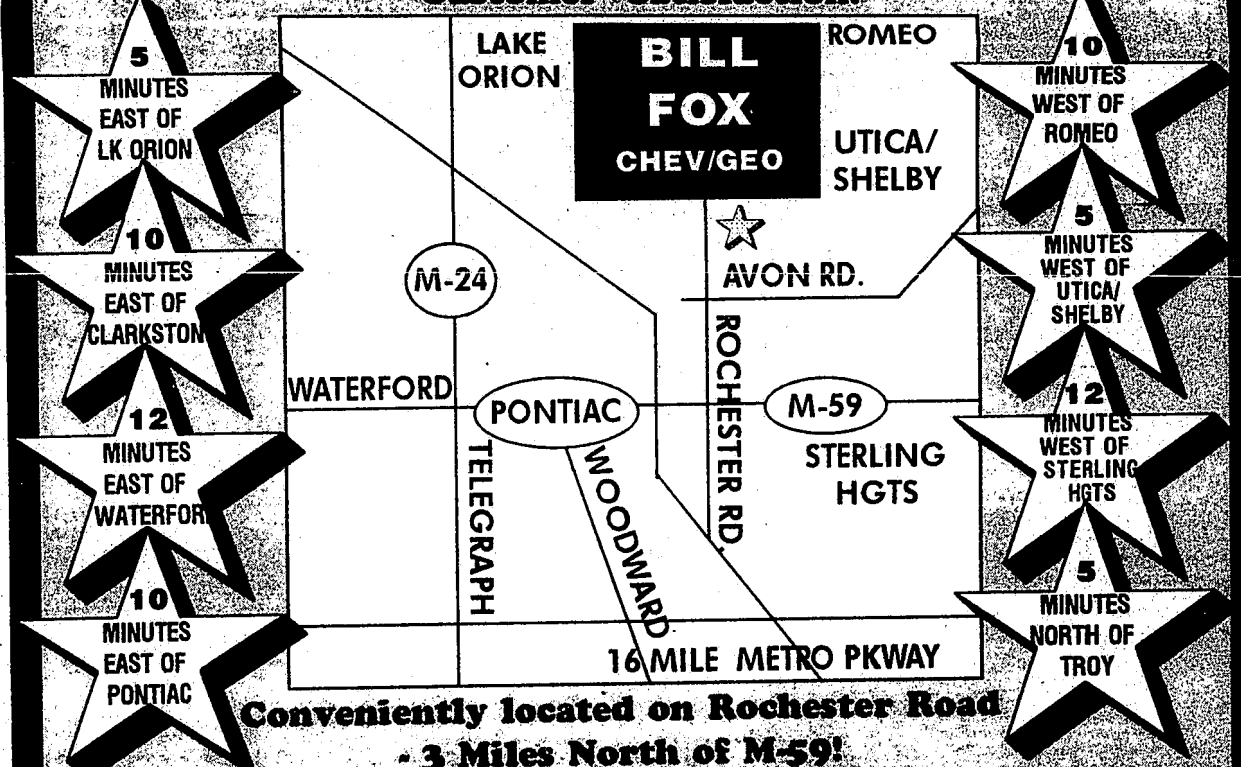 5
MINUTES
EAST OF
LK ORION
10
MINUTES
EAST OF
CLARKSTON
12
MINUTES
EAST OF
WATERFOR
10
MINUTES
EAST OF
PONTIAC
LAKE
ORION
BILL
FOX
CHEV/GEO
ROMEO
UTICA/
SHELBY
M-24
AVON RD.
ROCHESTER RD.
WATERFORD
PONTIAC
M-59
TELEGRAPH
WOODWARD
STERLING
HGTS
16 MILE METRO PKWAY
10
MINUTES
WEST OF
ROMEO
5
MINUTES
WEST OF
UTICA/
SHELBY
12
MINUTES
WEST OF
STERLING
HGTS
5
MINUTES
NORTH OF
TROY
Conveniently located on Rochester Road
- 3 Miles North of M-59!